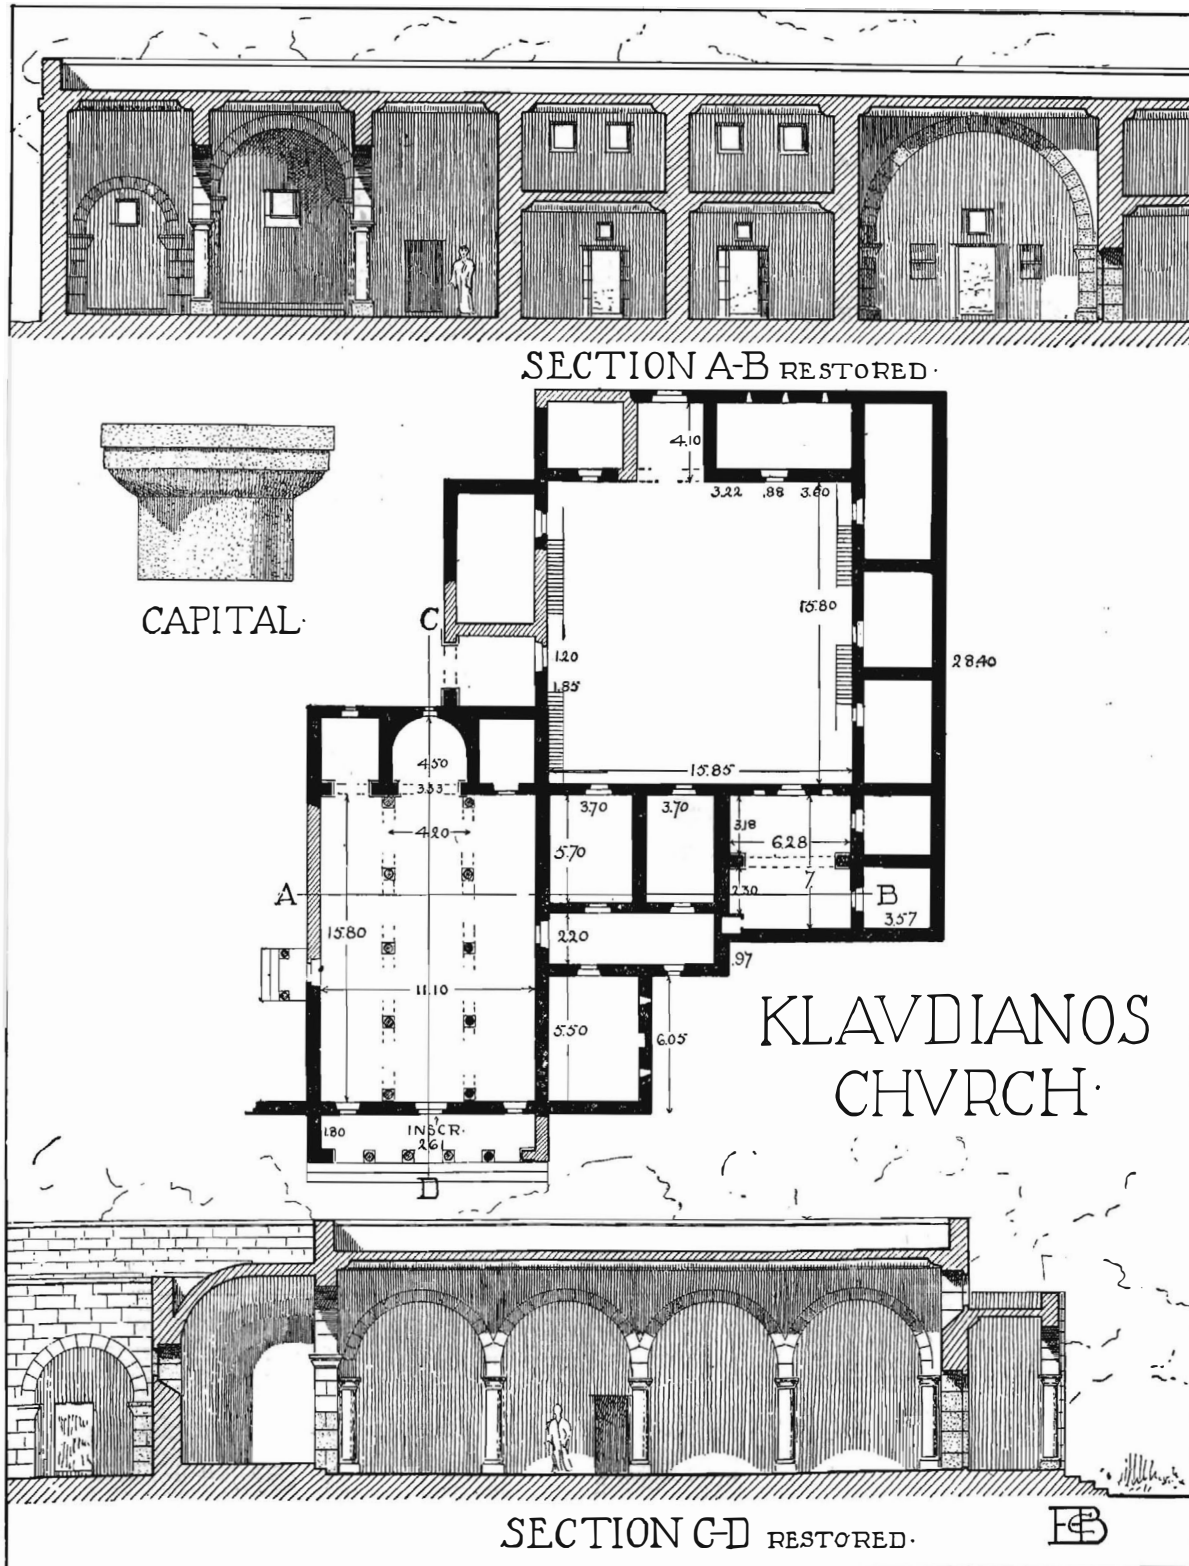 SECTION A-B RESTORED·
CAPITAL·
C
4.10
3.22 .88 3.60
15.80
1.20
1.85
28.40
4.50
3.33
15.85
4.20
3.70
3.70
3.18
6.28
5.70
7
2.30
A
B
3.57
15.80
2.20
.97
11.10
5.50
6.05
KLAVDIANOS
CHVRCH·
1.80
INSCR.
2.61
D
SECTION C-D RESTORED·
HCB